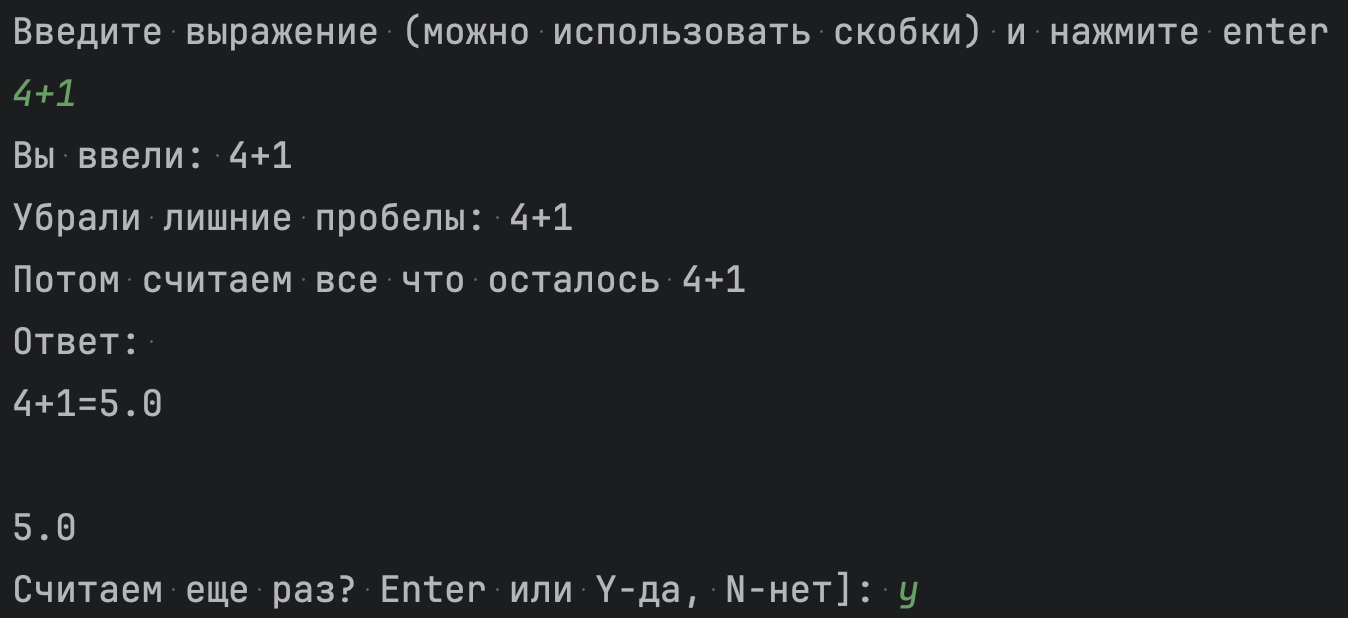 Введите выражение (можно использовать скобки) и нажмите enter
4+1
Вы ввели: 4+1
Убрали лишние пробелы: 4+1
Потом считаем все что осталось 4+1
Ответ:
4+1=5.0
5.0
Считаем еще раз? Enter или Y-да, N-нет]: y